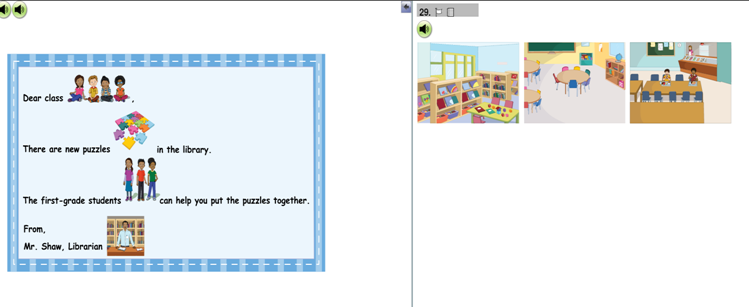 Dear class ,
There are new puzzles in the library.
The first-grade students can help you put the puzzles together.
From,
Mr. Shaw, Librarian
29.